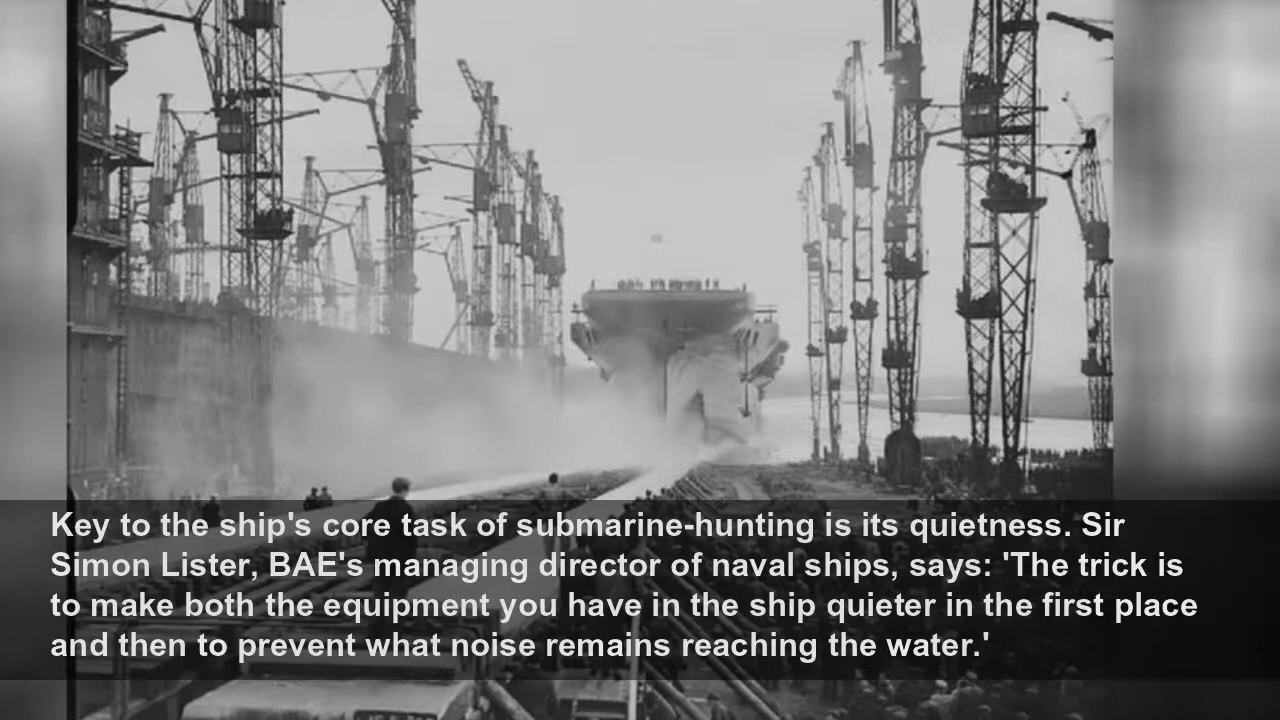 Key to the ship's core task of submarine-hunting is its quietness. Sir
Simon Lister, BAE's managing director of naval ships, says: 'The trick is
to make both the equipment you have in the ship quieter in the first place
and then to prevent what noise remains reaching the water.'